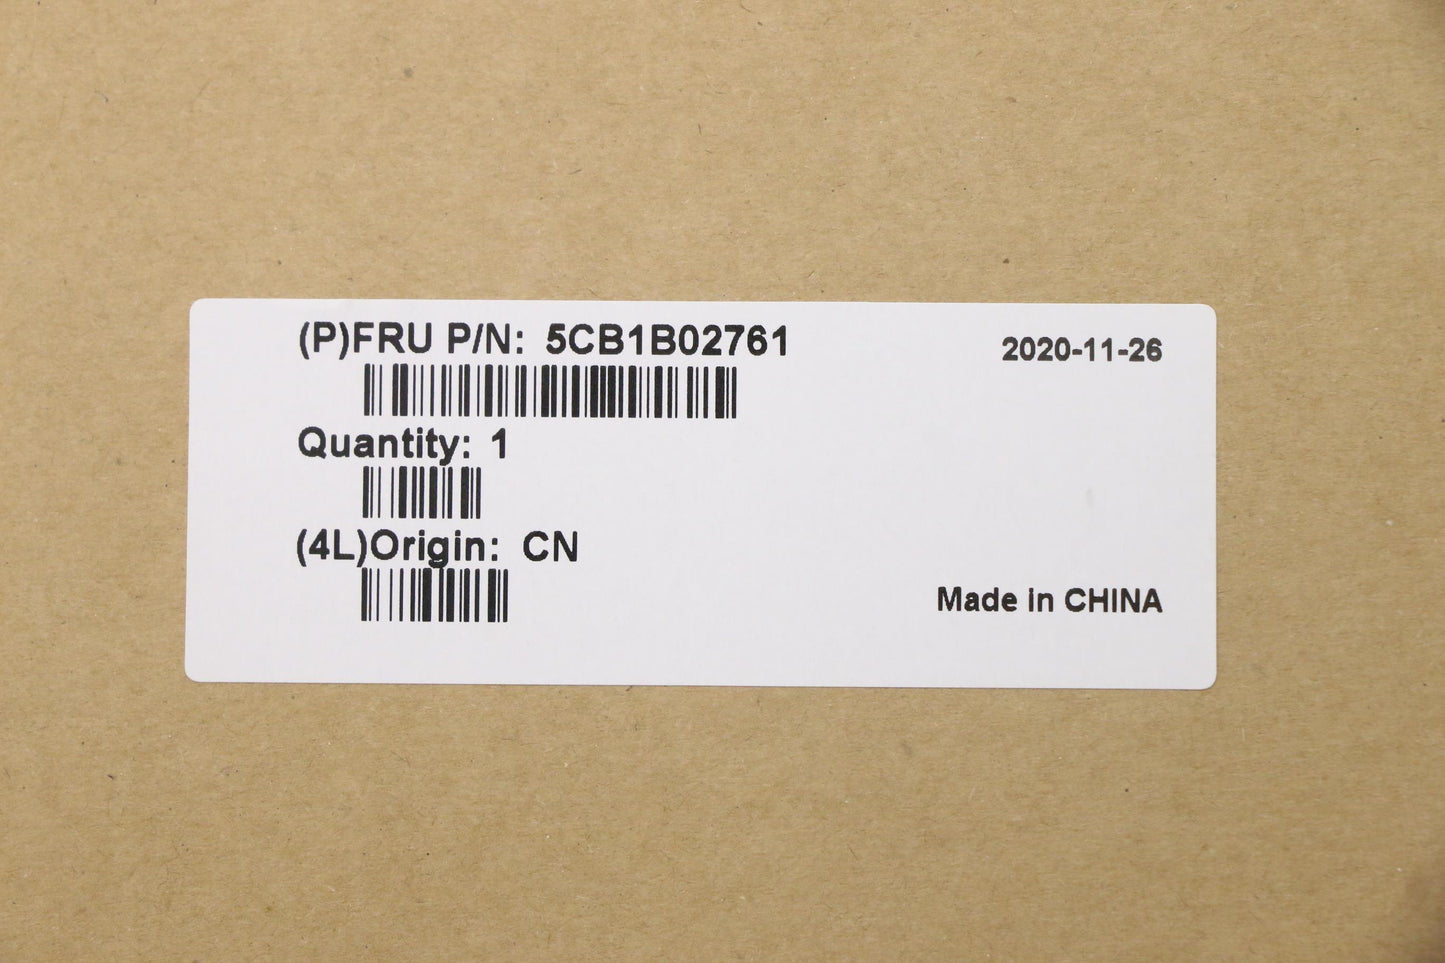 (P)FRU P/N: 5CB1B02761
2020-11-26
Quantity: 1
(4L)Origin: CN
Made in CHINA